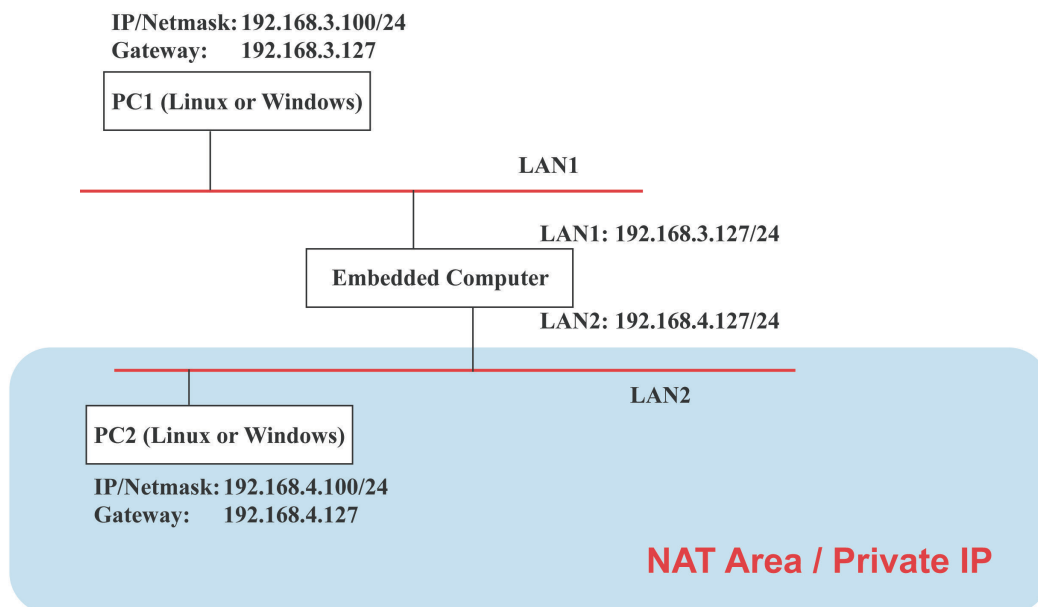 IP/Netmask: 192.168.3.100/24
Gateway: 192.168.3.127
PC1 (Linux or Windows)
LAN1
LAN1: 192.168.3.127/24
Embedded Computer
LAN2: 192.168.4.127/24
LAN2
PC2 (Linux or Windows)
IP/Netmask: 192.168.4.100/24
Gateway: 192.168.4.127
NAT Area / Private IP